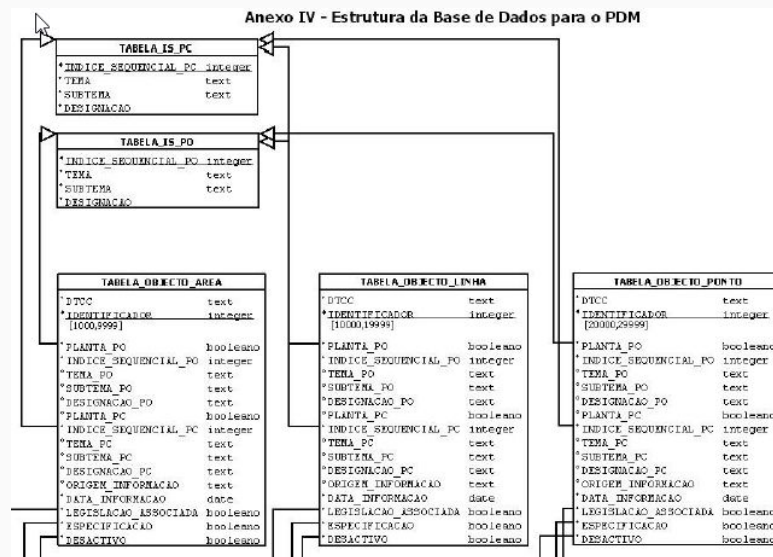 Anexo IV - Estrutura da Base de Dados para o PDM
TABELA_IS_PC
INDICE_SEQUENCIAL_PC integer
TEMA text
SUBTEMA text
DESIGNACAO
TABELA_IS_PO
INDICE_SEQUENCIAL_PO integer
TEMA text
SUBTEMA text
DESIGNACAO
TABELA_OBJECTO_AREA
DTCC text
IDENTIFICADOR integer
[1000,9999]
PLANTA_PO booleano
INDICE_SEQUENCIAL_PO integer
TEMA_PO text
SUBTEMA_PO text
DESIGNACAO_PO text
PLANTA_PC booleano
INDICE_SEQUENCIAL_PC integer
TEMA_PC text
SUBTEMA_PC text
DESIGNACAO_PC text
ORIGEM_INFORMACAO text
DATA_INFORMACAO date
LEGISLACAO_ASSOCIADA booleano
ESPECIFICACAO booleano
DESACTIVO booleano
TABELA_OBJECTO_LINHA
DTCC text
IDENTIFICADOR integer
[10000,19999]
PLANTA_PO booleano
INDICE_SEQUENCIAL_PO integer
TEMA_PO text
SUBTEMA_PO text
DESIGNACAO_PO text
PLANTA_PC booleano
INDICE_SEQUENCIAL_PC integer
TEMA_PC text
SUBTEMA_PC text
DESIGNACAO_PC text
ORIGEM_INFORMACAO text
DATA_INFORMACAO date
LEGISLACAO_ASSOCIADA booleano
ESPECIFICACAO booleano
DESACTIVO booleano
TABELA_OBJECTO_PONTO
DTCC text
IDENTIFICADOR integer
[20000,29999]
PLANTA_PO booleano
INDICE_SEQUENCIAL_PO integer
TEMA_PO text
SUBTEMA_PO text
DESIGNACAO_PO text
PLANTA_PC booleano
INDICE_SEQUENCIAL_PC integer
TEMA_PC text
SUBTEMA_PC text
DESIGNACAO_PC text
ORIGEM_INFORMACAO text
DATA_INFORMACAO date
LEGISLACAO_ASSOCIADA booleano
ESPECIFICACAO booleano
DESACTIVO booleano